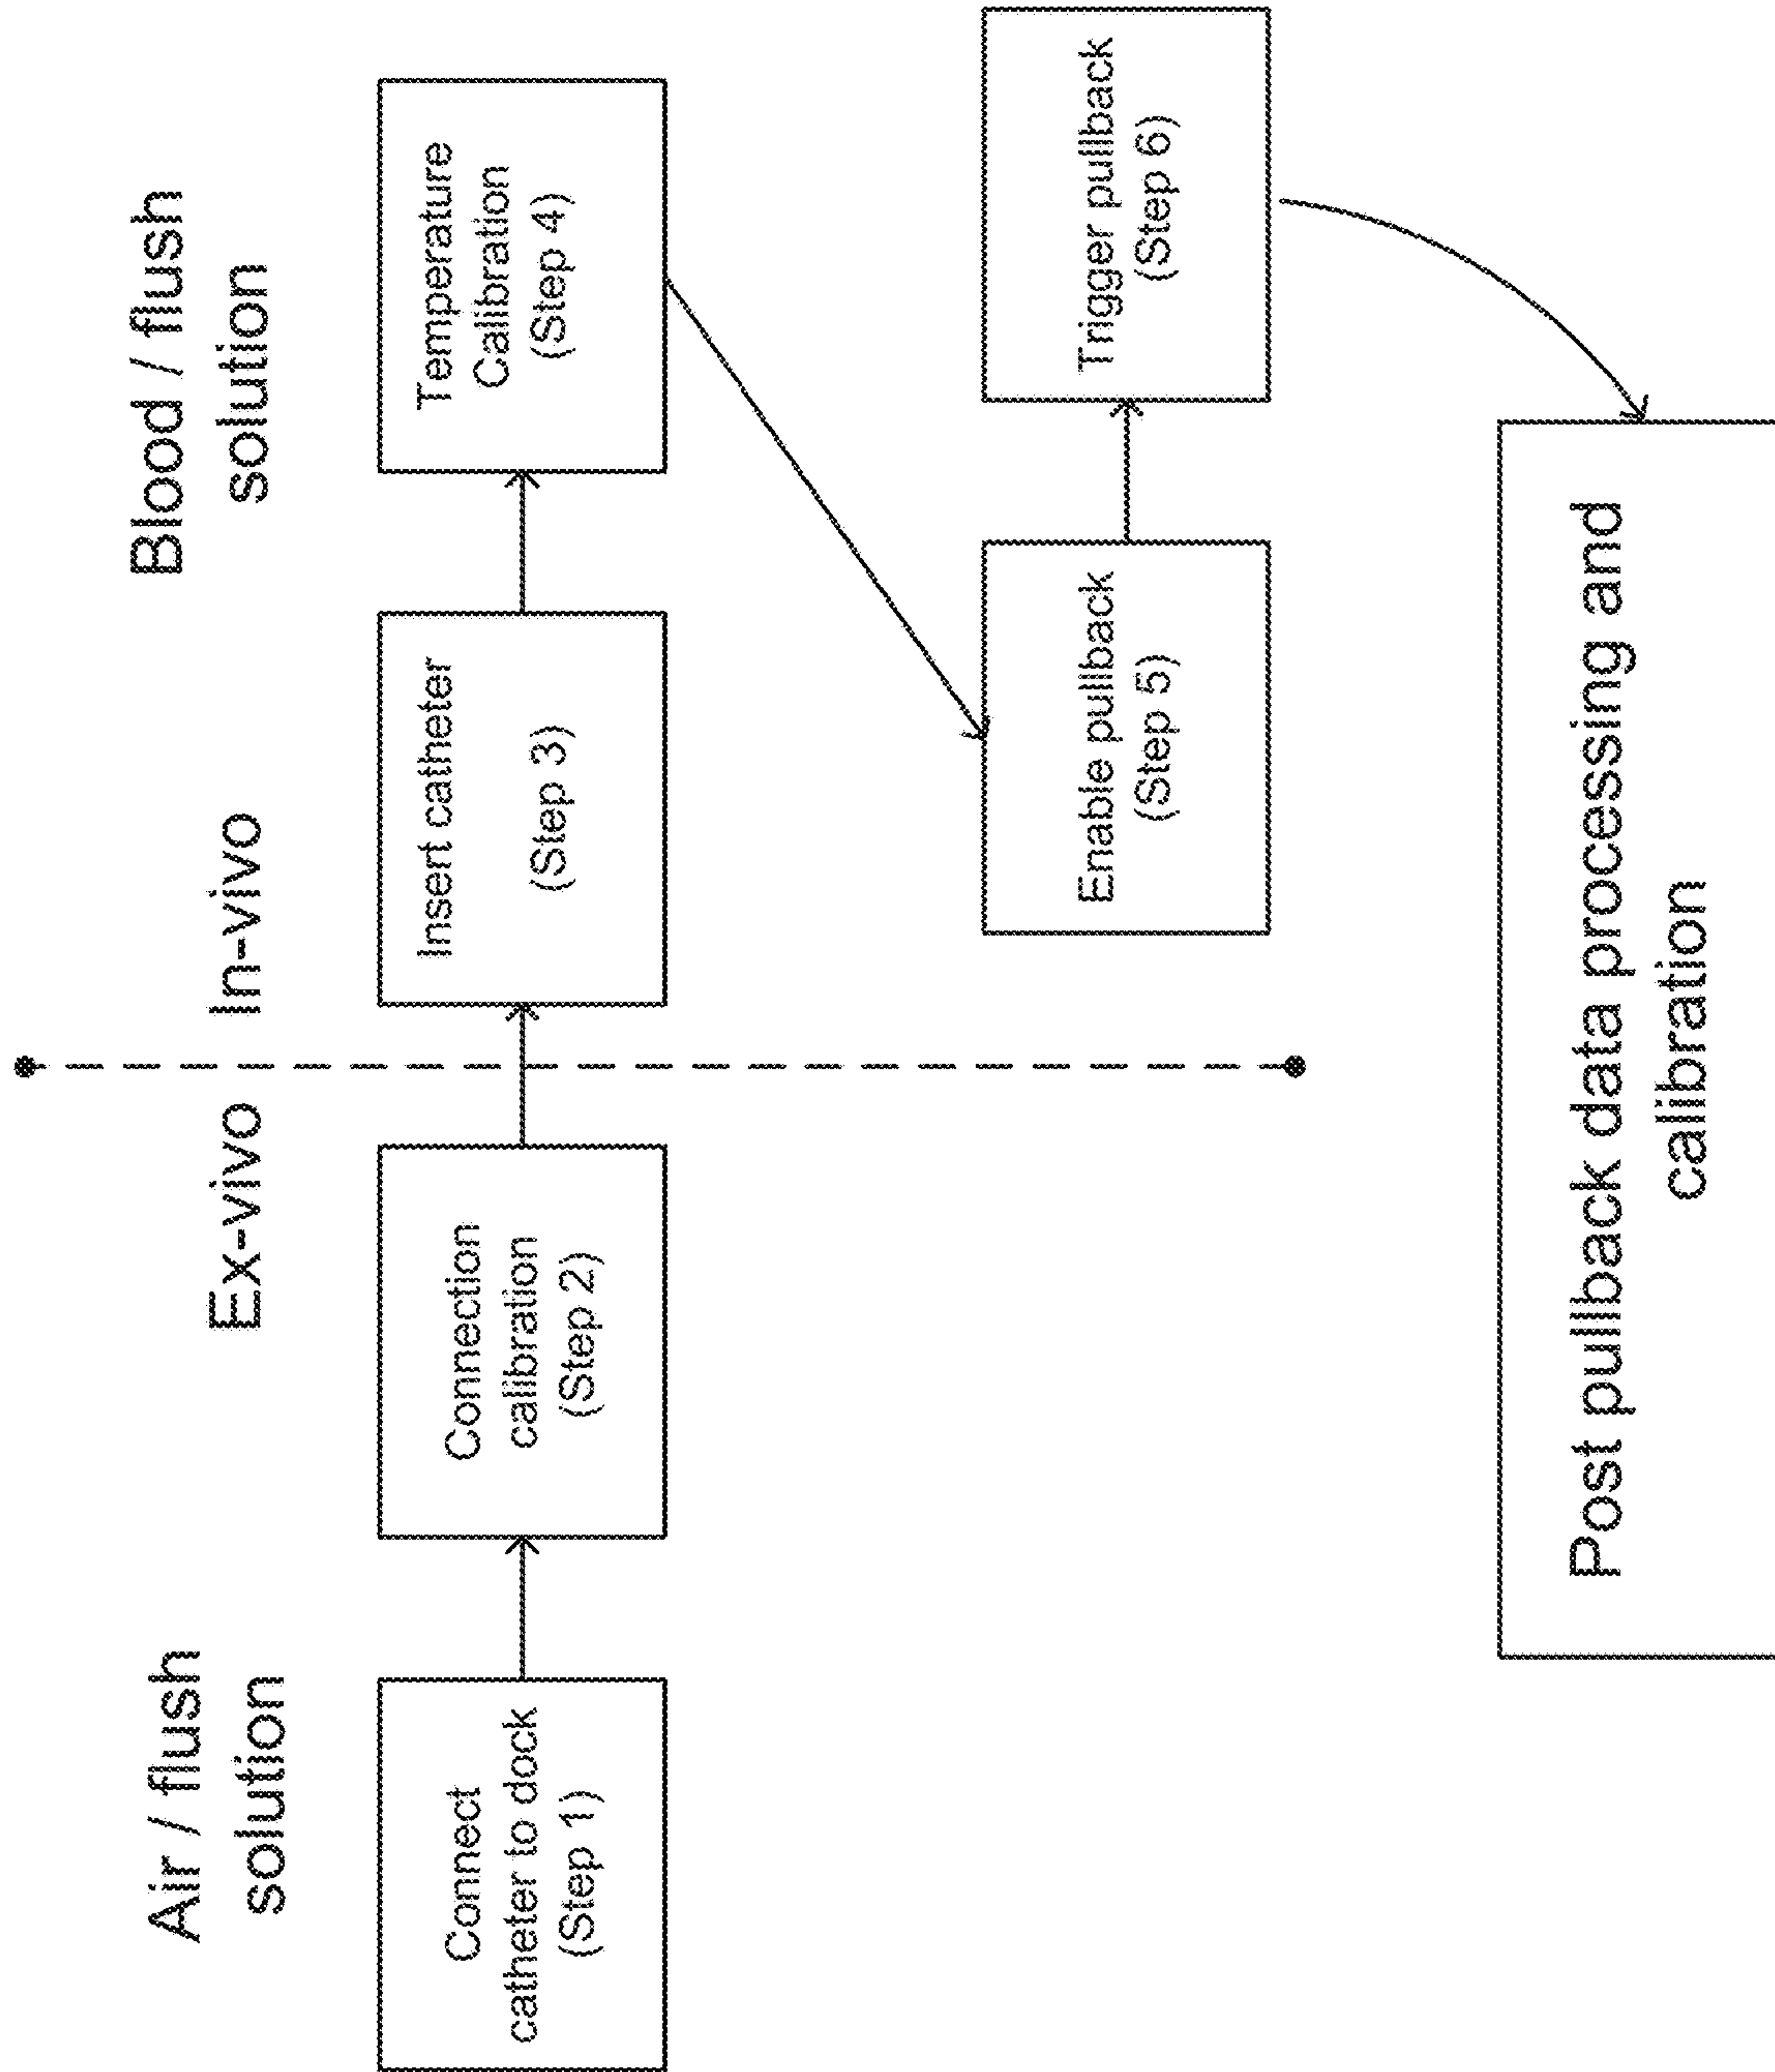 Air / flush
solution
Ex-vivo
In-vivo
Blood / flush
solution
Connect
catheter to dock
(Step 1)
Connection
calibration
(Step 2)
Insert catheter
(Step 3)
Temperature
Calibration
(Step 4)
Enable pullback
(Step 5)
Trigger pullback
(Step 6)
Post pullback data processing and
calibration